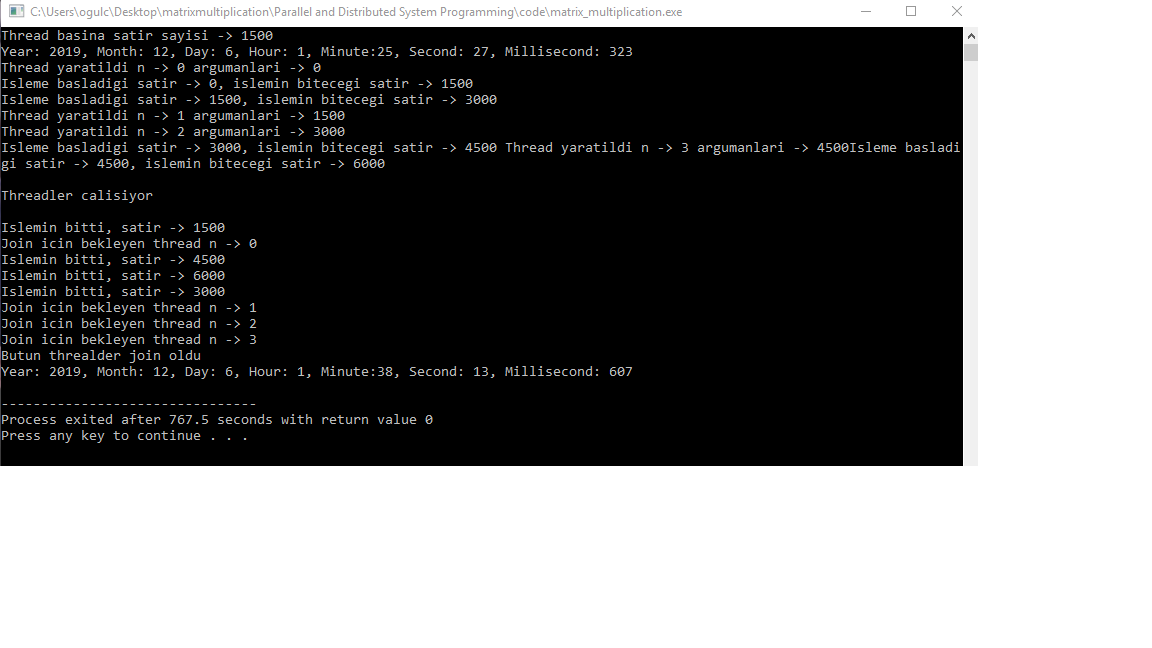 C:\Users\ogulc\Desktop\matrixmultiplication\Parallel and Distributed System Programming\code\matrix_multiplication.exe
Thread basina satir sayisi -> 1500
Year: 2019, Month: 12, Day: 6, Hour: 1, Minute:25, Second: 27, Millisecond: 323
Thread yaratildi n -> 0 argumanlari -> 0
Isleme basladigi satir -> 0, islemin bitecegi satir -> 1500
Isleme basladigi satir -> 1500, islemin bitecegi satir -> 3000
Thread yaratildi n -> 1 argumanlari -> 1500
Thread yaratildi n -> 2 argumanlari -> 3000
Isleme basladigi satir -> 3000, islemin bitecegi satir -> 4500 Thread yaratildi n -> 3 argumanlari -> 4500Isleme basladi
gi satir -> 4500, islemin bitecegi satir -> 6000
Threadler calisiyor
Islemin bitti, satir -> 1500
Join icin bekleyen thread n -> 0
Islemin bitti, satir -> 4500
Islemin bitti, satir -> 6000
Islemin bitti, satir -> 3000
Join icin bekleyen thread n -> 1
Join icin bekleyen thread n -> 2
Join icin bekleyen thread n -> 3
Butun threalder join oldu
Year: 2019, Month: 12, Day: 6, Hour: 1, Minute:38, Second: 13, Millisecond: 607
--------------------------------
Process exited after 767.5 seconds with return value 0
Press any key to continue . . .